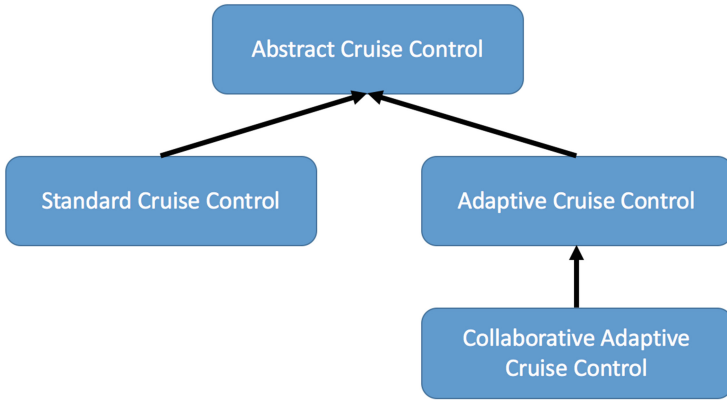 Abstract Cruise Control
Standard Cruise Control
Adaptive Cruise Control
Collaborative Adaptive
Cruise Control